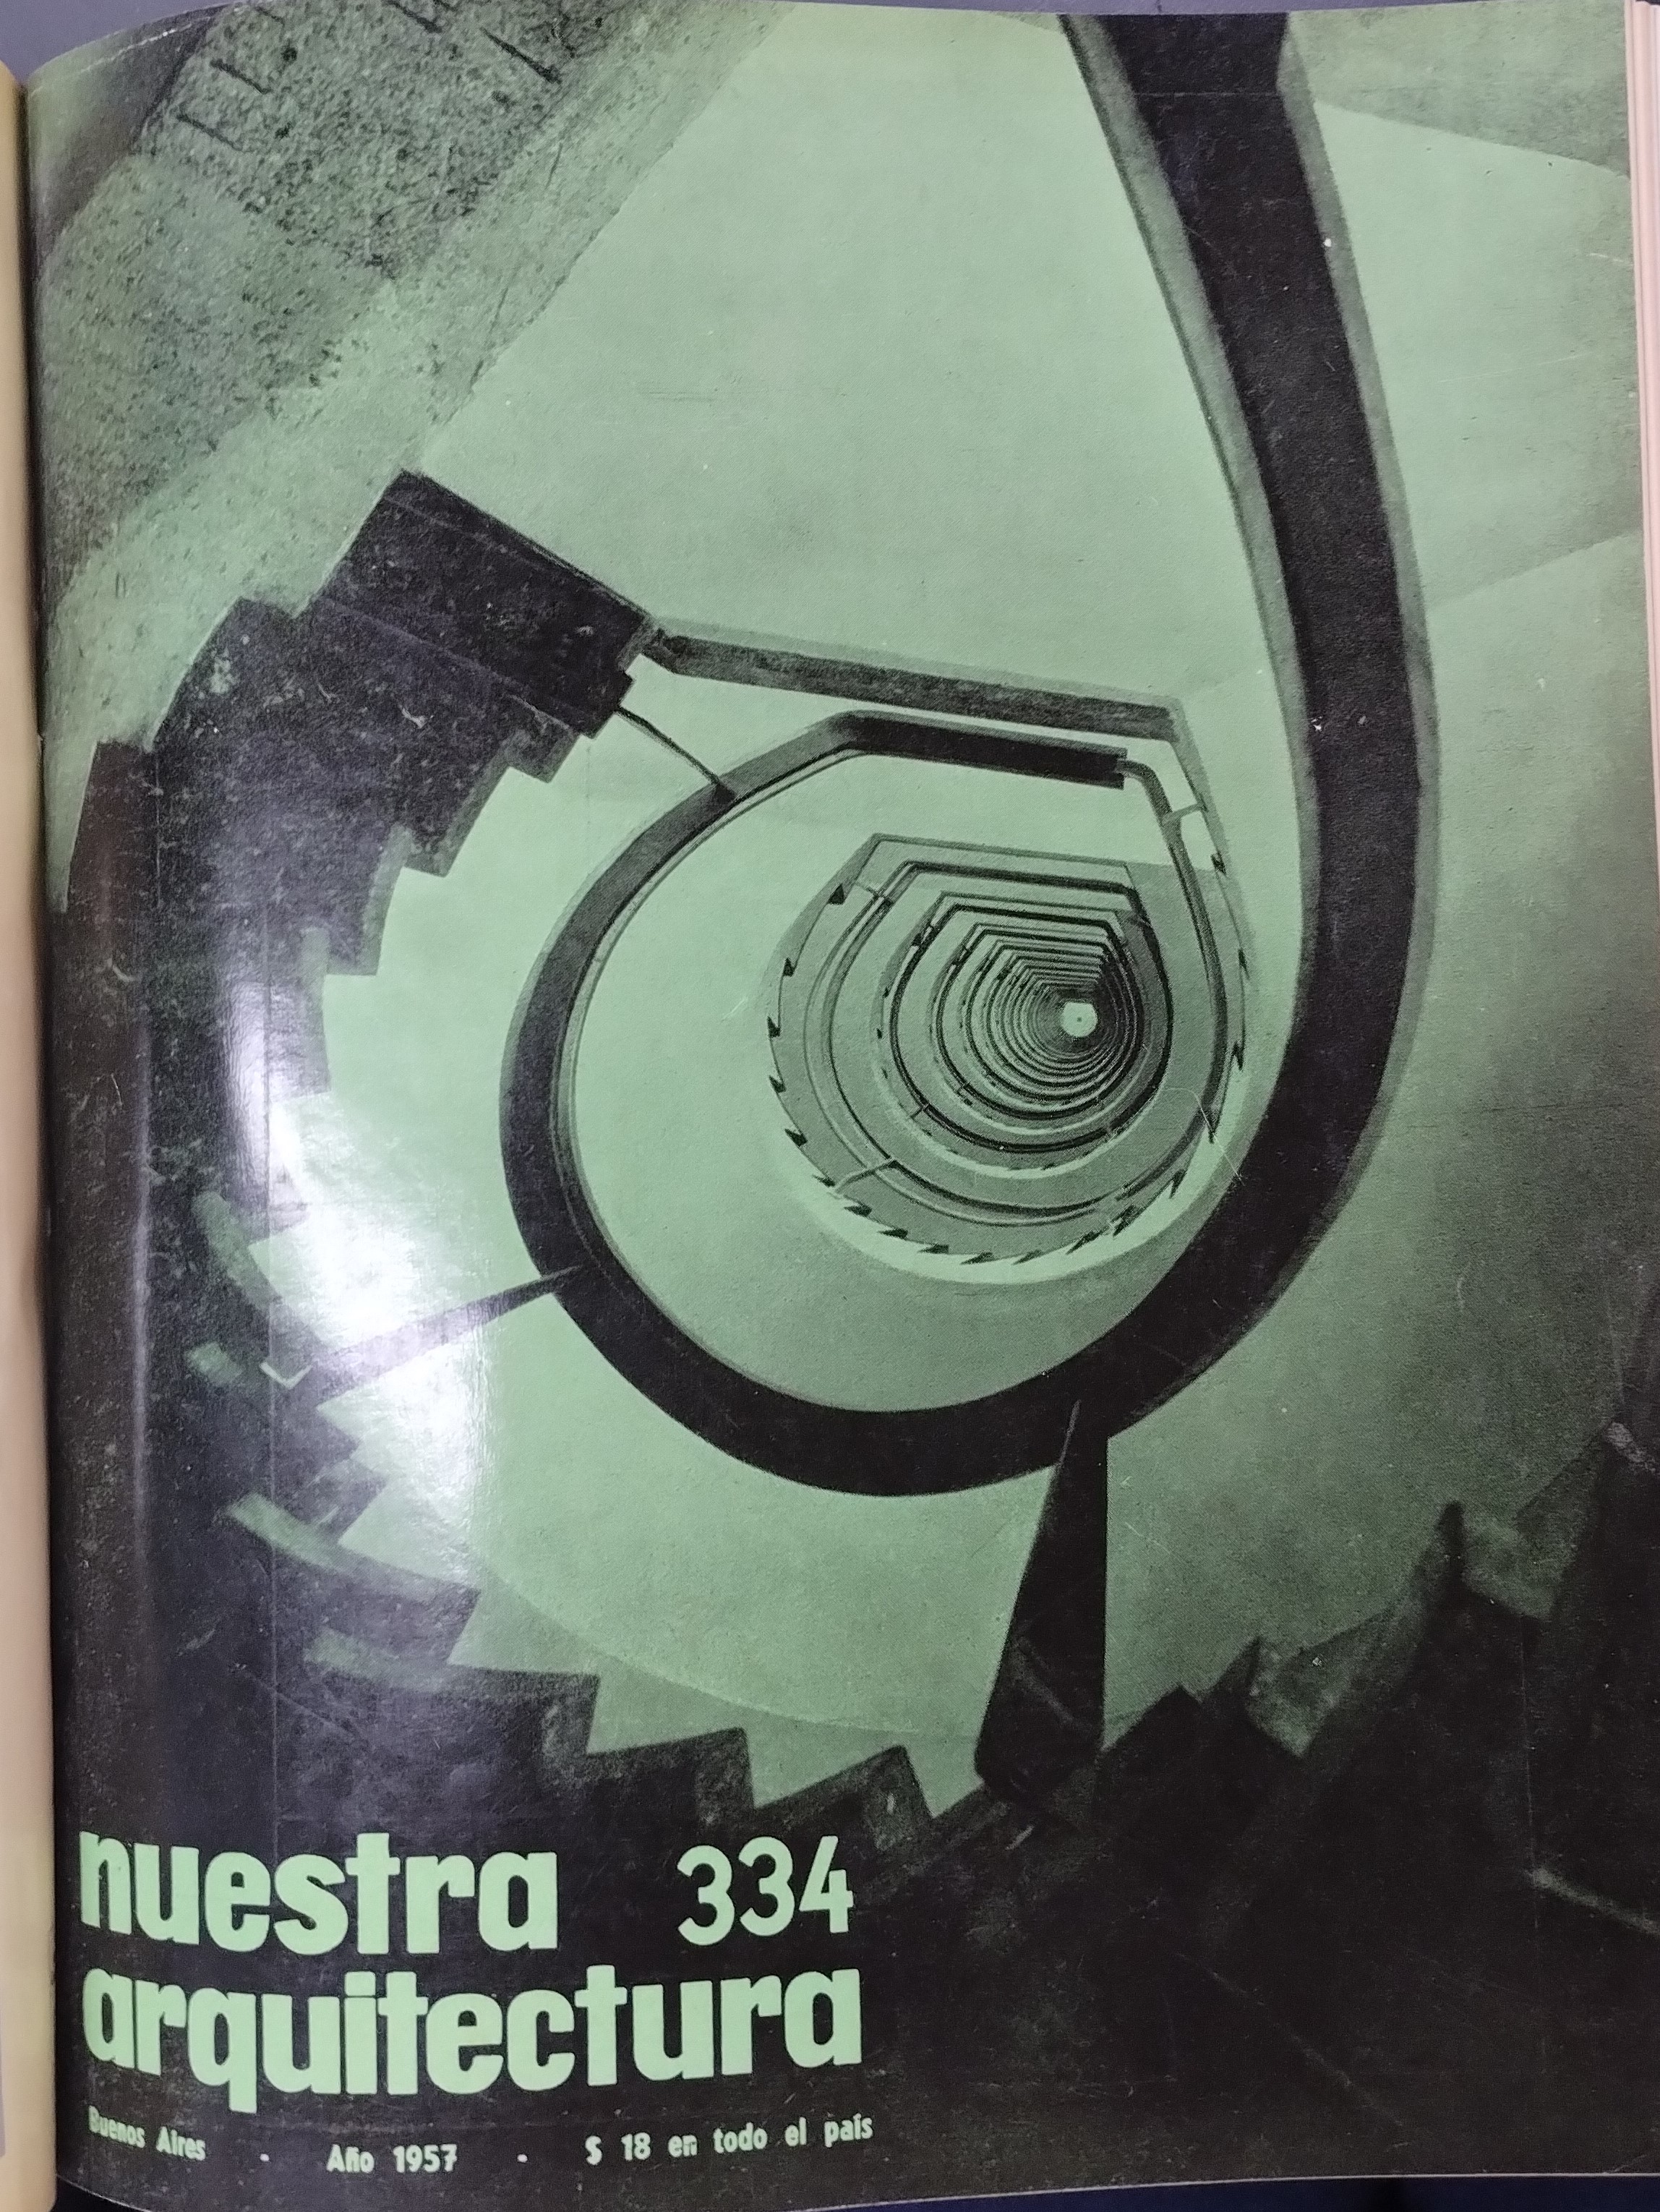 nuestra 334
arquitectura
Buenos Aires - Año 1957 - $ 18 en todo el país